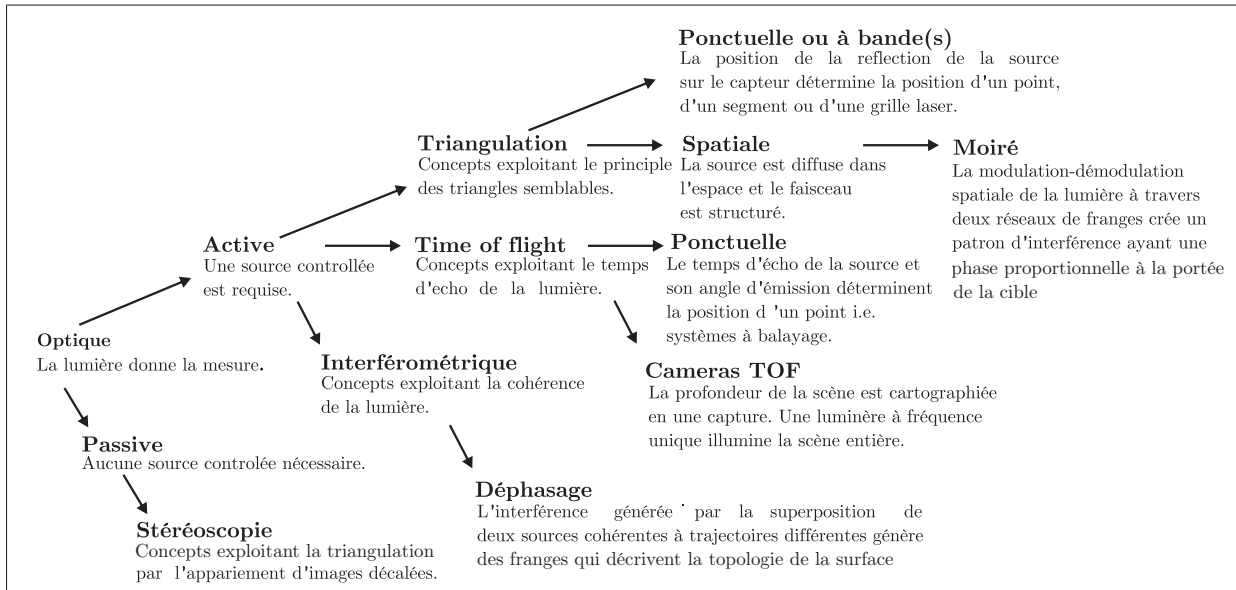 Ponctuelle ou à bande(s)
La position de la reflection de la source
sur le capteur détermine la position d'un point,
d'un segment ou d'une grille laser.
Triangulation
Concepts exploitant le principe
des triangles semblables.
Spatiale
La source est diffuse dans
l'espace et le faisceau
est structuré.
Moiré
La modulation-démodulation
spatiale de la lumière à travers
deux réseaux de franges crée un
patron d'interférence ayant une
phase proportionnelle à la portée
de la cible
Active
Une source controllée
est requise.
Time of flight
Concepts exploitant le temps
d'echo de la lumière.
Ponctuelle
Le temps d'écho de la source et
son angle d'émission déterminent
la position d 'un point i.e.
systèmes à balayage.
Optique
La lumière donne la mesure.
Interférométrique
Concepts exploitant la cohérence
de la lumière.
Cameras TOF
La profondeur de la scène est cartographiée
en une capture. Une luminère à fréquence
unique illumine la scène entière.
Passive
Aucune source controlée nécessaire.
Déphasage
L'interférence générée par la superposition de
deux sources cohérentes à trajectoires différentes génère
des franges qui décrivent la topologie de la surface
Stéréoscopie
Concepts exploitant la triangulation
par l'appariement d'images décalées.